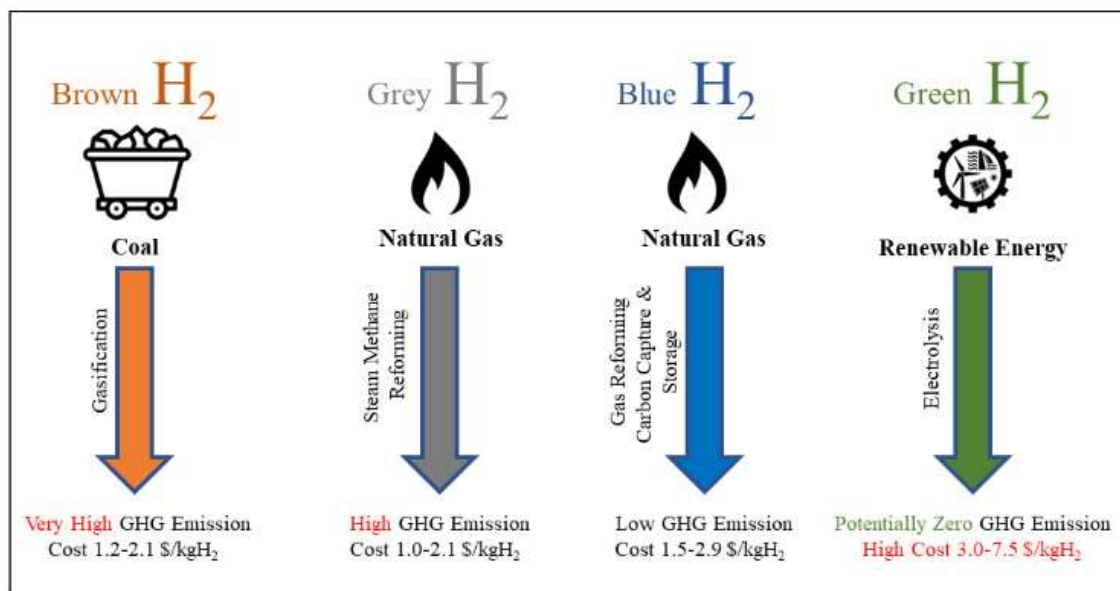 Brown H₂
Coal
Gasification
Very High GHG Emission
Cost 1.2-2.1 $/kgH₂
Grey H₂
Natural Gas
Steam Methane
Reforming
High GHG Emission
Cost 1.0-2.1 $/kgH₂
Blue H₂
Natural Gas
Gas Reforming
Carbon Capture &
Storage
Low GHG Emission
Cost 1.5-2.9 $/kgH₂
Green H₂
Renewable Energy
Electrolysis
Potentially Zero GHG Emission
High Cost 3.0-7.5 $/kgH₂